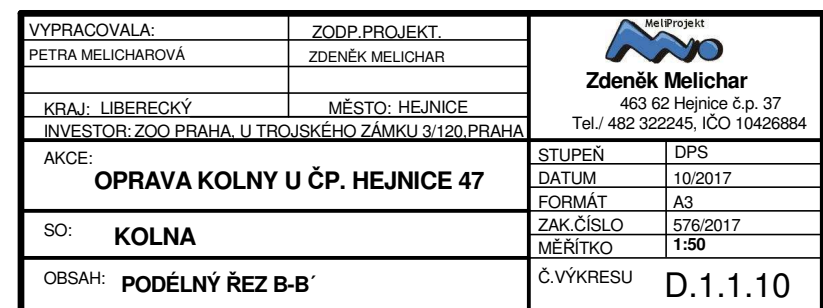 VYPRACOVALA: ZODP.PROJEKT.
PETRA MELICHAROVÁ ZDENĚK MELICHAR
KRAJ: LIBERECKÝ MĚSTO: HEJNICE
INVESTOR: ZOO PRAHA, U TROJSKÉHO ZÁMKU 3/120,PRAHA
MeliProjekt
Zdeněk Melichar
463 62 Hejnice č.p. 37
Tel./ 482 322245, IČO 10426884
AKCE:
OPRAVA KOLNY U ČP. HEJNICE 47
STUPEŇ DPS
DATUM 10/2017
FORMÁT A3
SO: KOLNA
ZAK.ČÍSLO 576/2017
MĚŘÍTKO 1:50
OBSAH: PODÉLNÝ ŘEZ B-B´
Č.VÝKRESU D.1.1.10